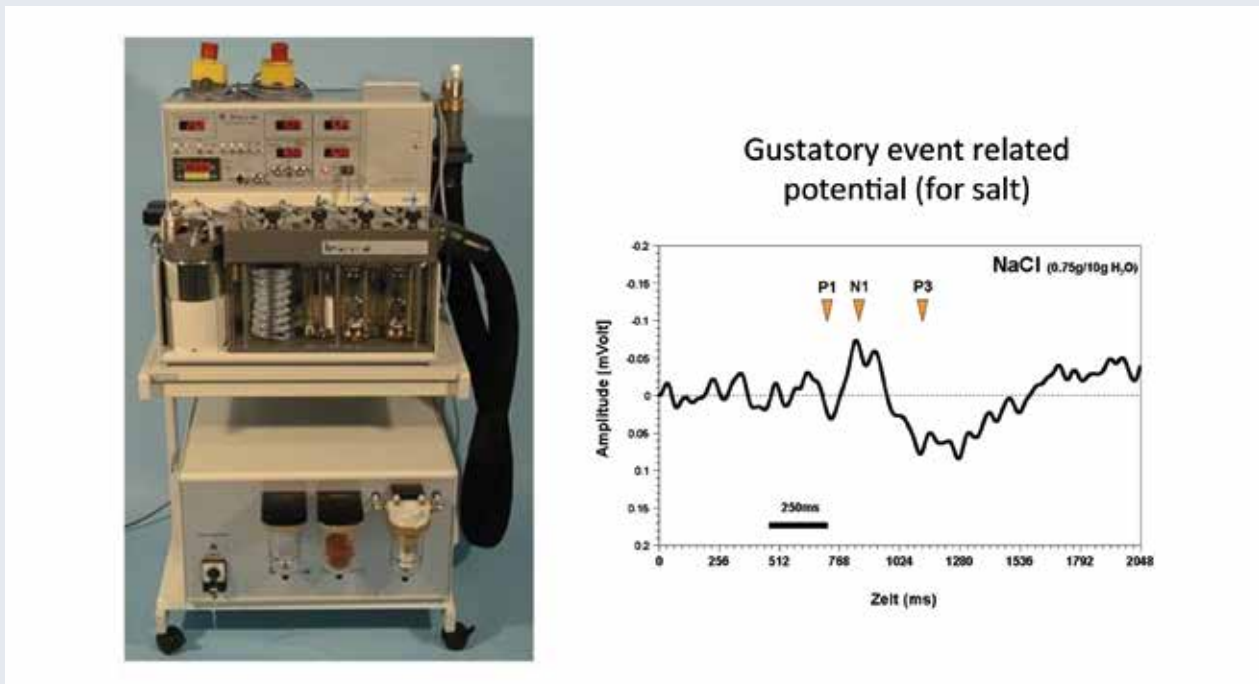 Gustatory event related
potential (for salt)
NaCl (0.75g/10g H₂O)
P1 N1 P3
Amplitude [mVolt]
-0.2
-0.15
-0.1
-0.05
0
0.05
0.1
0.15
0.2
250ms
0 256 512 768 1024 1280 1536 1792 2048
Zeit (ms)